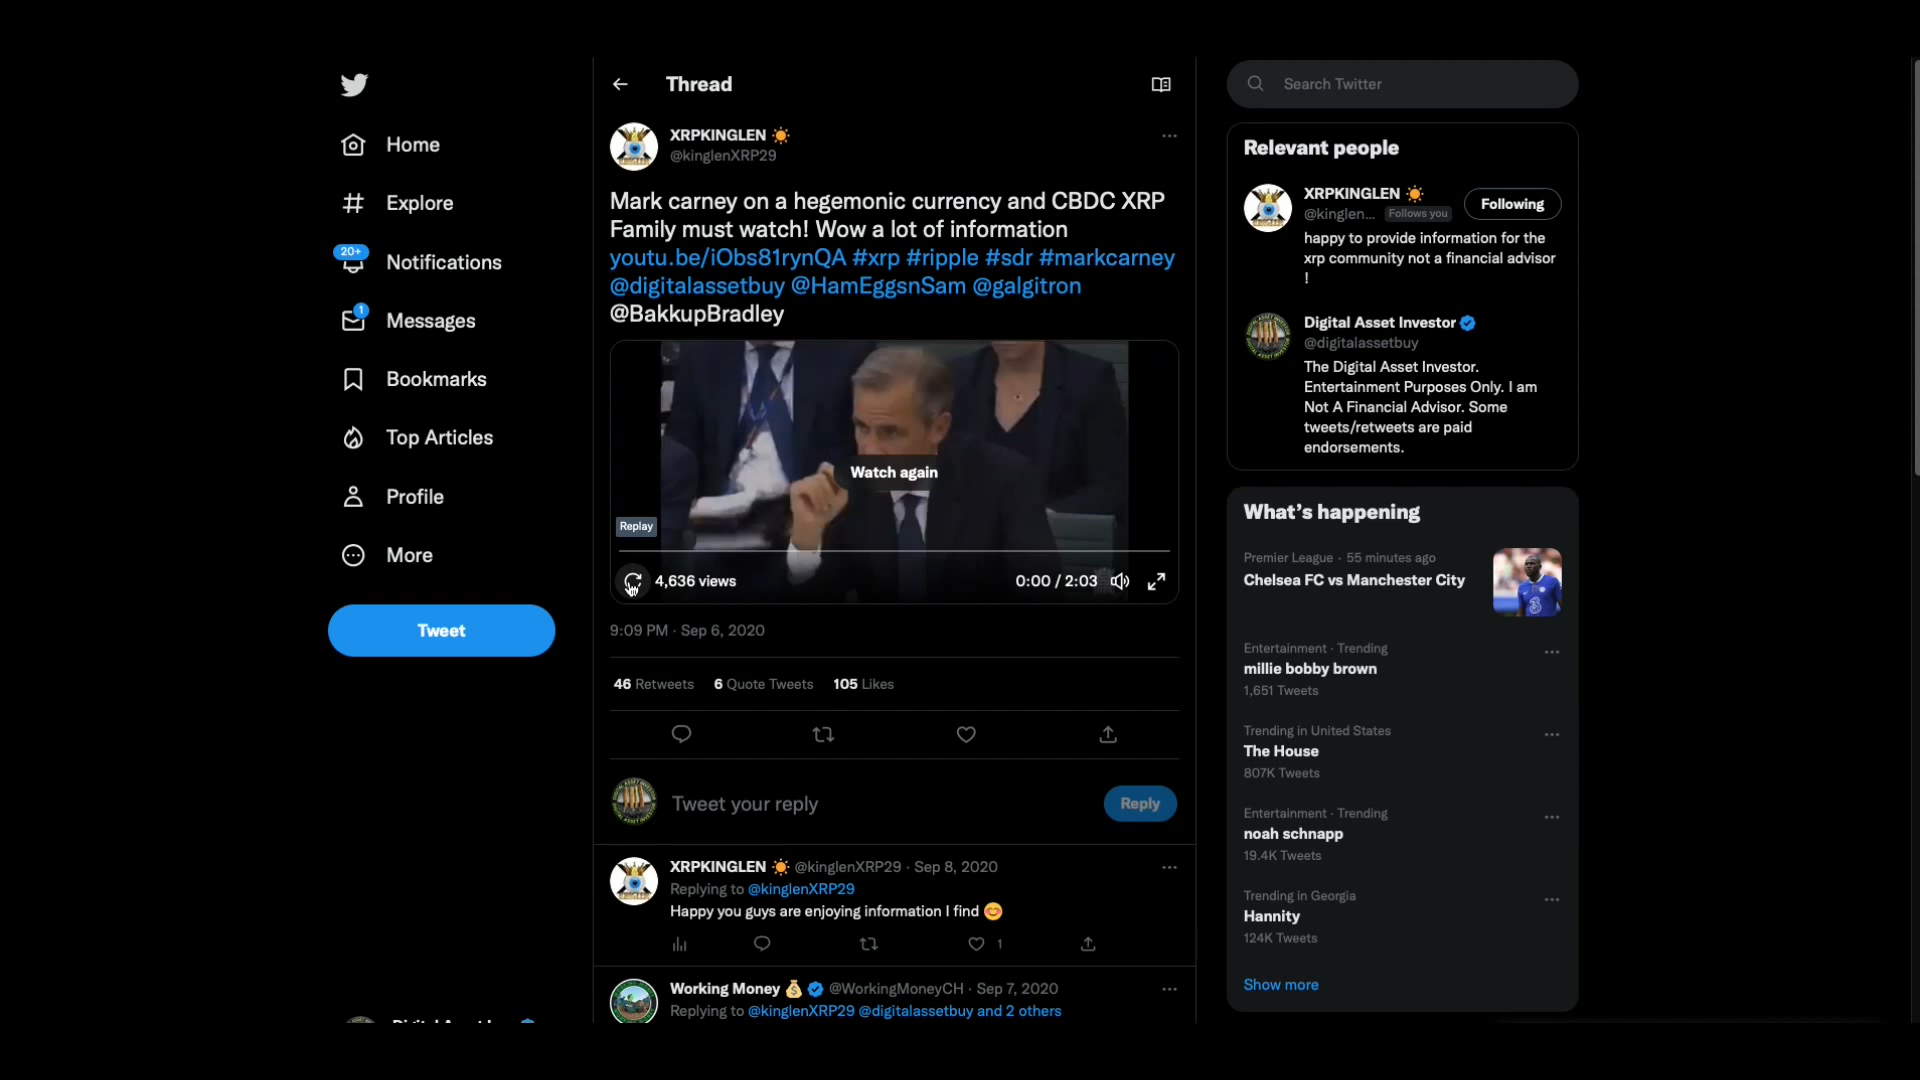 Home
Explore
20+
Notifications
1
Messages
Bookmarks
Top Articles
Profile
More
Tweet
Thread
XRPKINGLEN
@kinglenXRP29
Mark carney on a hegemonic currency and CBDC XRP
Family must watch! Wow a lot of information
youtu.be/iObs81rynQA #xrp #ripple #sdr #markcarney
@digitalassetbuy @HamEggsnSam @galgitron
@BakkupBradley
Watch again
Replay
4,636 views
0:00 / 2:03
9:09 PM · Sep 6, 2020
46 Retweets 6 Quote Tweets 105 Likes
Tweet your reply
Reply
XRPKINGLEN @kinglenXRP29 · Sep 8, 2020
Replying to @kinglenXRP29
Happy you guys are enjoying information I find 😊
1
Working Money 💰 @WorkingMoneyCH · Sep 7, 2020
Replying to @kinglenXRP29 @digitalassetbuy and 2 others
Search Twitter
Relevant people
XRPKINGLEN
@kinglen... Follows you
Following
happy to provide information for the
xrp community not a financial advisor
!
Digital Asset Investor
@digitalassetbuy
The Digital Asset Investor.
Entertainment Purposes Only. I am
Not A Financial Advisor. Some
tweets/retweets are paid
endorsements.
What's happening
Premier League · 55 minutes ago
Chelsea FC vs Manchester City
Entertainment · Trending
millie bobby brown
1,651 Tweets
Trending in United States
The House
807K Tweets
Entertainment · Trending
noah schnapp
19.4K Tweets
Trending in Georgia
Hannity
124K Tweets
Show more